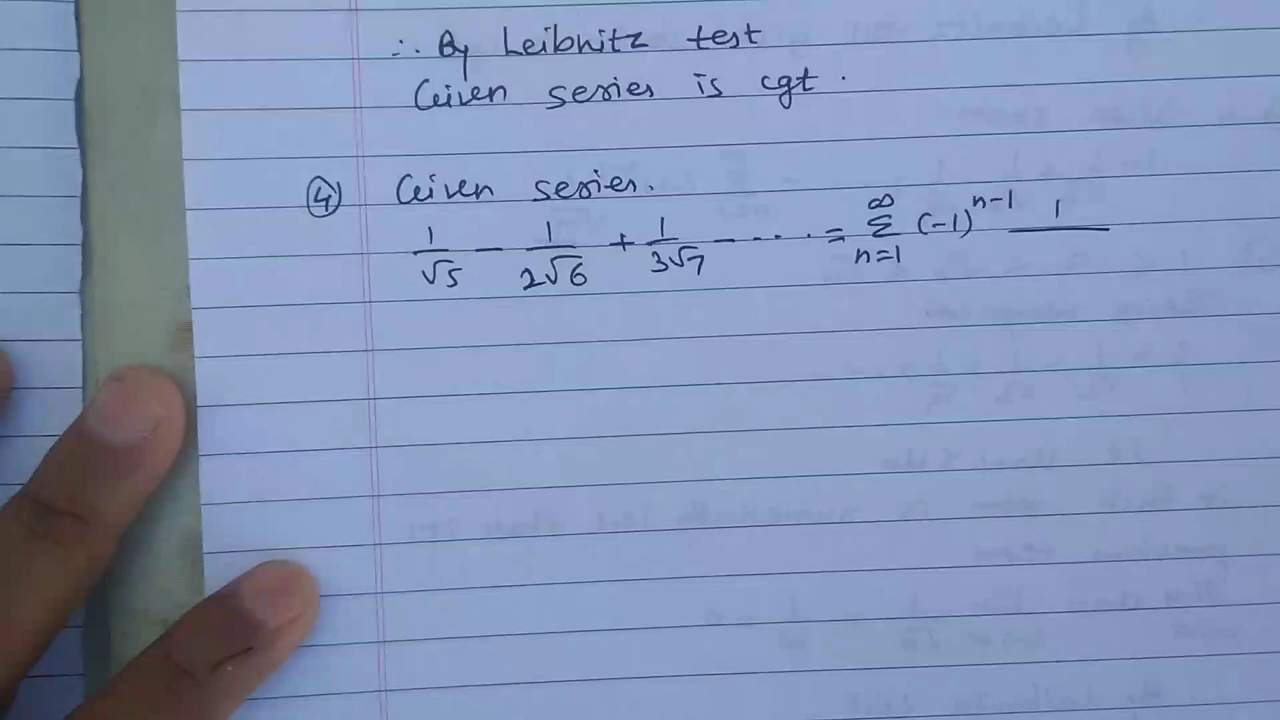 ∴ By Leibnitz test
Given series is cgt.
④ Given series.
1/√5 - 1/2√6 + 1/3√7 - .... = ∞ Σ n=1 (-1)^n-1 1/